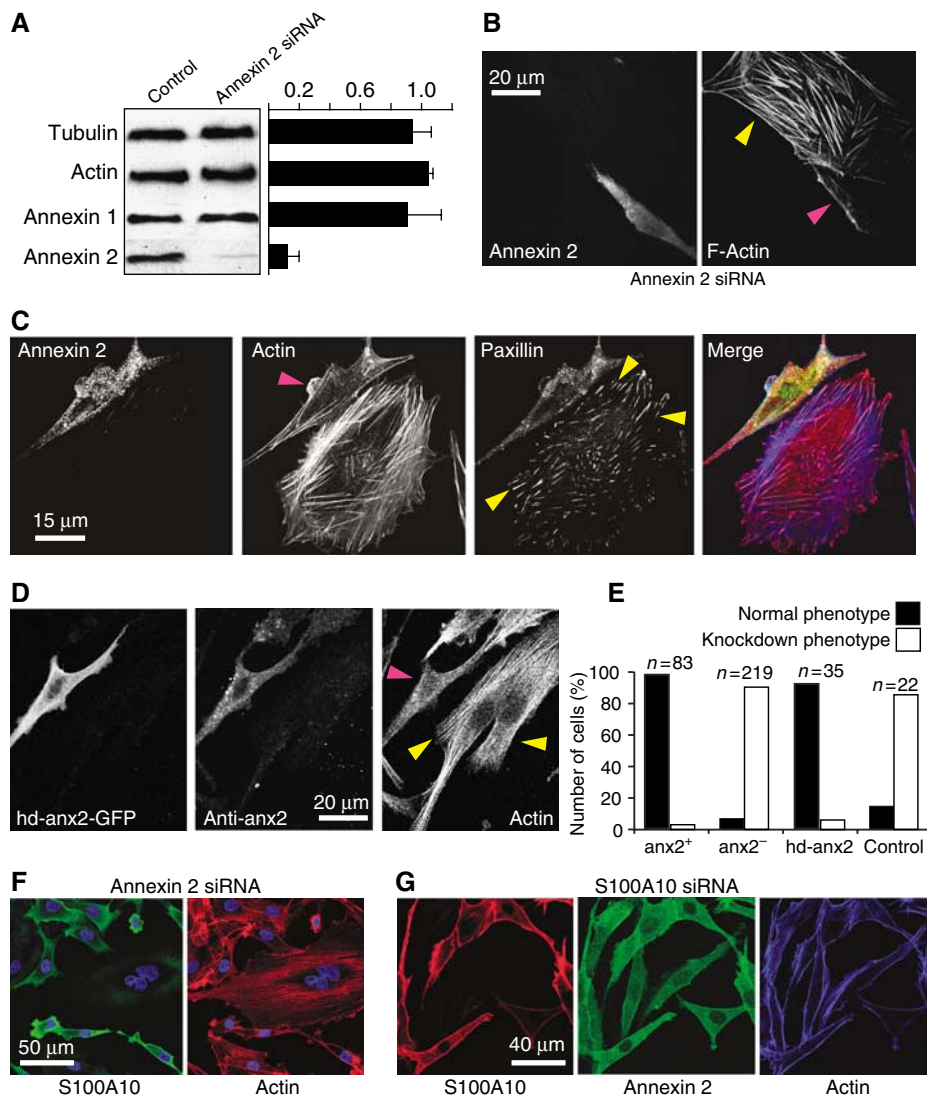 A
Control
Annexin 2 siRNA
0.2 0.6 1.0
Tubulin
Actin
Annexin 1
Annexin 2
B
20 μm
Annexin 2
F-Actin
Annexin 2 siRNA
C
Annexin 2
Actin
Paxillin
Merge
15 μm
D
hd-anx2-GFP
Anti-anx2
20 μm
Actin
E
Normal phenotype
Knockdown phenotype
Number of cells (%)
100
80
60
40
20
0
n=83
n=219
n=35
n=22
anx2⁺ anx2⁻ hd-anx2 Control
F
Annexin 2 siRNA
50 μm
S100A10
Actin
G
S100A10 siRNA
40 μm
S100A10
Annexin 2
Actin